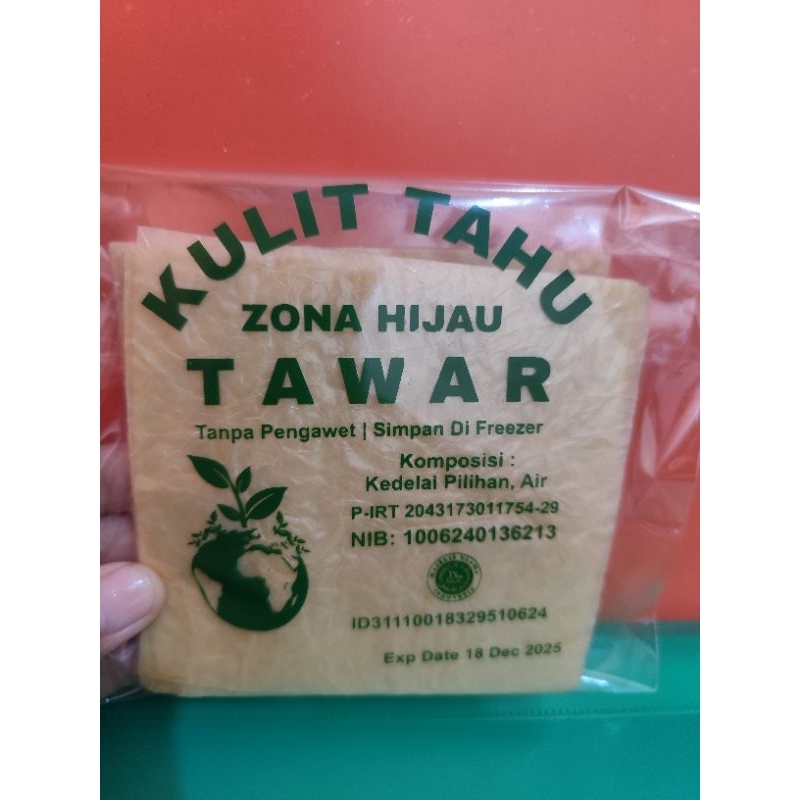 KULIT TAHU
ZONA HIJAU
TAWAR
Tanpa Pengawet | Simpan Di Freezer
Komposisi :
Kedelai Pilihan, Air
P-IRT 2043173011754-29
NIB: 1006240136213
ID31110018329510624
Exp Date 18 Dec 2025